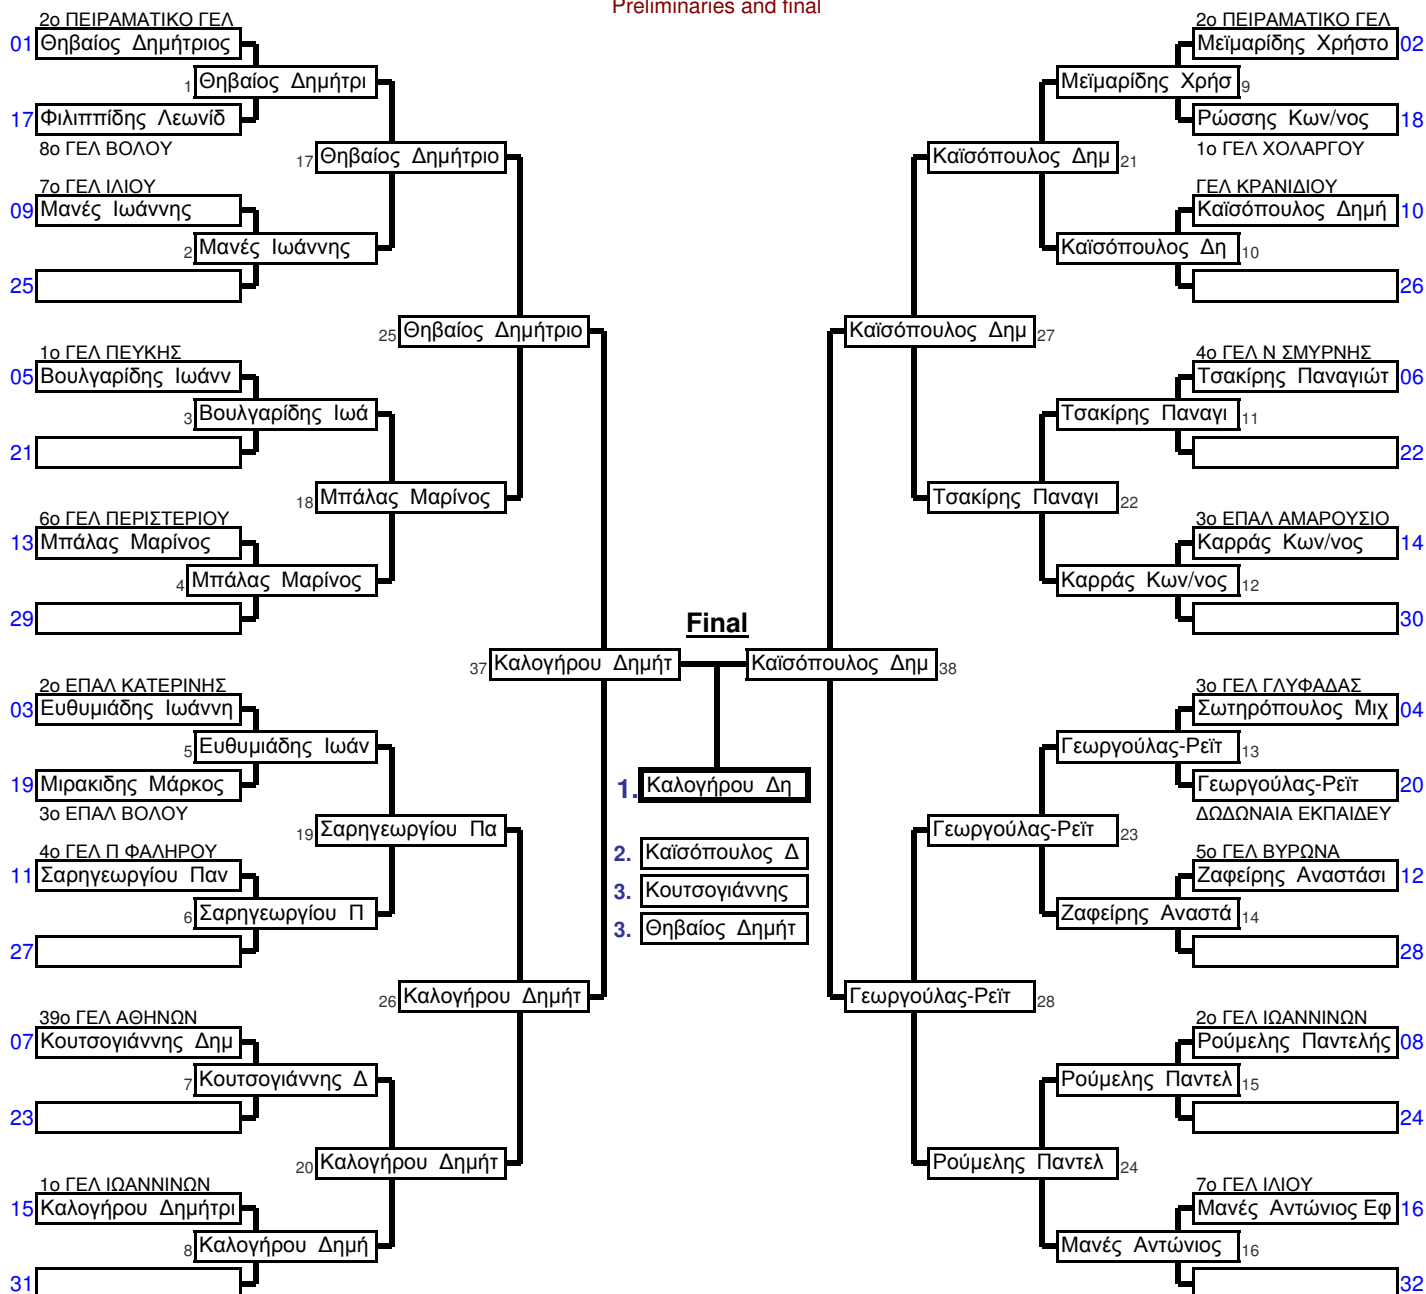 Preliminaries and final
2ο ΠΕΙΡΑΜΑΤΙΚΟ ΓΕΛ
01 Θηβαίος Δημήτριος
1 Θηβαίος Δημήτρι
17 Φιλιππίδης Λεωνίδ
8ο ΓΕΛ ΒΟΛΟΥ
17 Θηβαίος Δημήτριο
7ο ΓΕΛ ΙΛΙΟΥ
09 Μανές Ιωάννης
2 Μανές Ιωάννης
25
25 Θηβαίος Δημήτριο
1ο ΓΕΛ ΠΕΥΚΗΣ
05 Βουλγαρίδης Ιωάνν
3 Βουλγαρίδης Ιωά
21
18 Μπάλας Μαρίνος
6ο ΓΕΛ ΠΕΡΙΣΤΕΡΙΟΥ
13 Μπάλας Μαρίνος
4 Μπάλας Μαρίνος
29
37 Καλογήρου Δημήτ
2ο ΕΠΑΛ ΚΑΤΕΡΙΝΗΣ
03 Ευθυμιάδης Ιωάννη
5 Ευθυμιάδης Ιωάν
19 Μιρακιδης Μάρκος
3ο ΕΠΑΛ ΒΟΛΟΥ
19 Σαρηγεωργίου Πα
4ο ΓΕΛ Π ΦΑΛΗΡΟΥ
11 Σαρηγεωργίου Παν
6 Σαρηγεωργίου Π
27
26 Καλογήρου Δημήτ
39ο ΓΕΛ ΑΘΗΝΩΝ
07 Κουτσογιάννης Δημ
7 Κουτσογιάννης Δ
23
20 Καλογήρου Δημήτ
1ο ΓΕΛ ΙΩΑΝΝΙΝΩΝ
15 Καλογήρου Δημήτρι
8 Καλογήρου Δημή
31
Final
1. Καλογήρου Δη
2. Καϊσόπουλος Δ
3. Κουτσογιάννης
3. Θηβαίος Δημήτ
2ο ΠΕΙΡΑΜΑΤΙΚΟ ΓΕΛ
Μεϊμαρίδης Χρήστο 02
Μεϊμαρίδης Χρήσ 9
Ρώσσης Κων/νος 18
1ο ΓΕΛ ΧΟΛΑΡΓΟΥ
Καϊσόπουλος Δημ 21
ΓΕΛ ΚΡΑΝΙΔΙΟΥ
Καϊσόπουλος Δημή 10
Καϊσόπουλος Δη 10
26
Καϊσόπουλος Δημ 27
4ο ΓΕΛ Ν ΣΜΥΡΝΗΣ
Τσακίρης Παναγιώτ 06
Τσακίρης Παναγι 11
22
Τσακίρης Παναγι 22
3ο ΕΠΑΛ ΑΜΑΡΟΥΣΙΟ
Καρράς Κων/νος 14
Καρράς Κων/νος 12
30
Καϊσόπουλος Δημ 38
3ο ΓΕΛ ΓΛΥΦΑΔΑΣ
Σωτηρόπουλος Μιχ 04
Γεωργούλας-Ρεϊτ 13
Γεωργούλας-Ρεϊτ 20
ΔΩΔΩΝΑΙΑ ΕΚΠΑΙΔΕΥ
Γεωργούλας-Ρεϊτ 23
5ο ΓΕΛ ΒΥΡΩΝΑ
Ζαφείρης Αναστάσι 12
Ζαφείρης Αναστά 14
28
Γεωργούλας-Ρεϊτ 28
2ο ΓΕΛ ΙΩΑΝΝΙΝΩΝ
Ρούμελης Παντελής 08
Ρούμελης Παντελ 15
24
Ρούμελης Παντελ 24
7ο ΓΕΛ ΙΛΙΟΥ
Μανές Αντώνιος Εφ 16
Μανές Αντώνιος 16
32